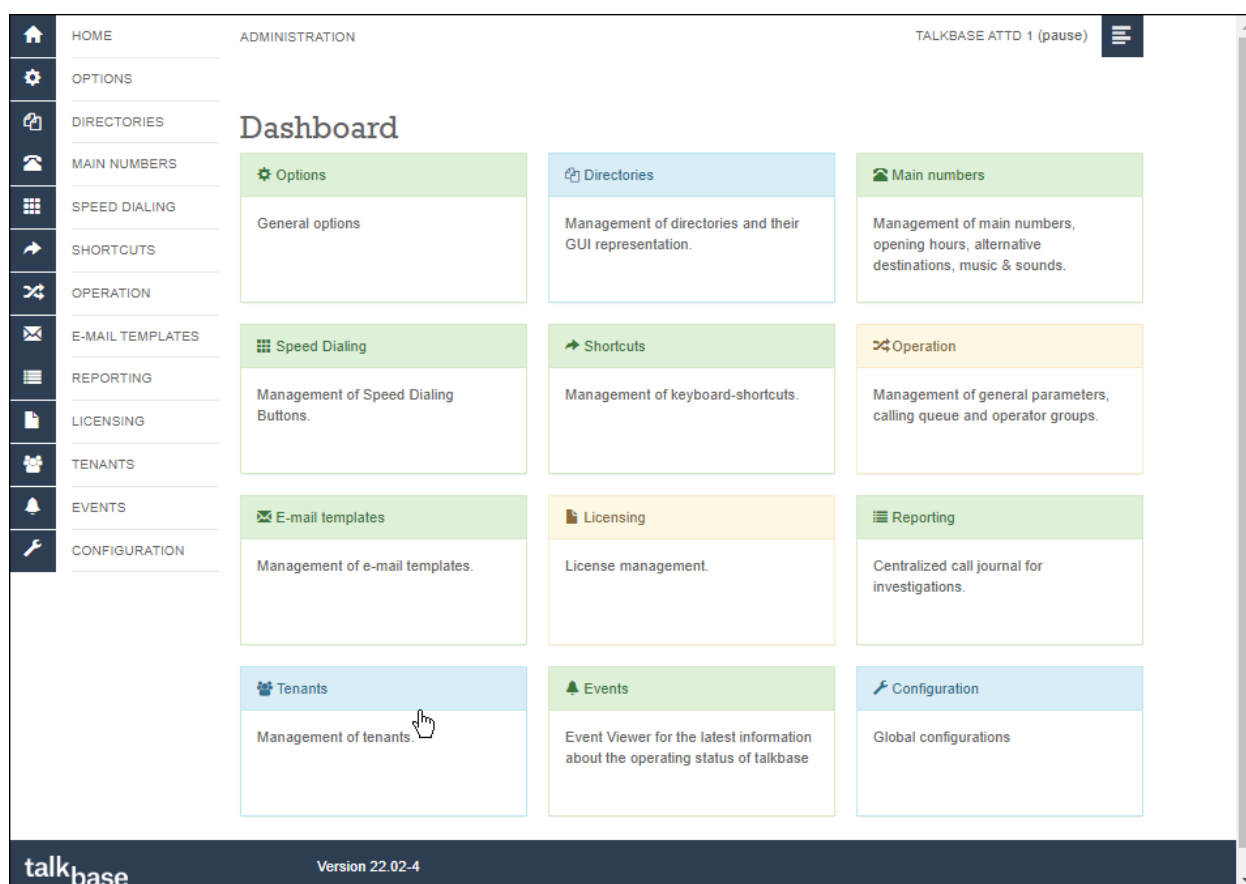 HOME
OPTIONS
DIRECTORIES
MAIN NUMBERS
SPEED DIALING
SHORTCUTS
OPERATION
E-MAIL TEMPLATES
REPORTING
LICENSING
TENANTS
EVENTS
CONFIGURATION
ADMINISTRATION
TALKBASE ATTD 1 (pause)
Dashboard
Options
General options
Directories
Management of directories and their
GUI representation.
Main numbers
Management of main numbers,
opening hours, alternative
destinations, music & sounds.
Speed Dialing
Management of Speed Dialing
Buttons.
Shortcuts
Management of keyboard-shortcuts.
Operation
Management of general parameters,
calling queue and operator groups.
E-mail templates
Management of e-mail templates.
Licensing
License management.
Reporting
Centralized call journal for
investigations.
Tenants
Management of tenants.
Events
Event Viewer for the latest information
about the operating status of talkbase
Configuration
Global configurations
talkbase
Version 22.02-4